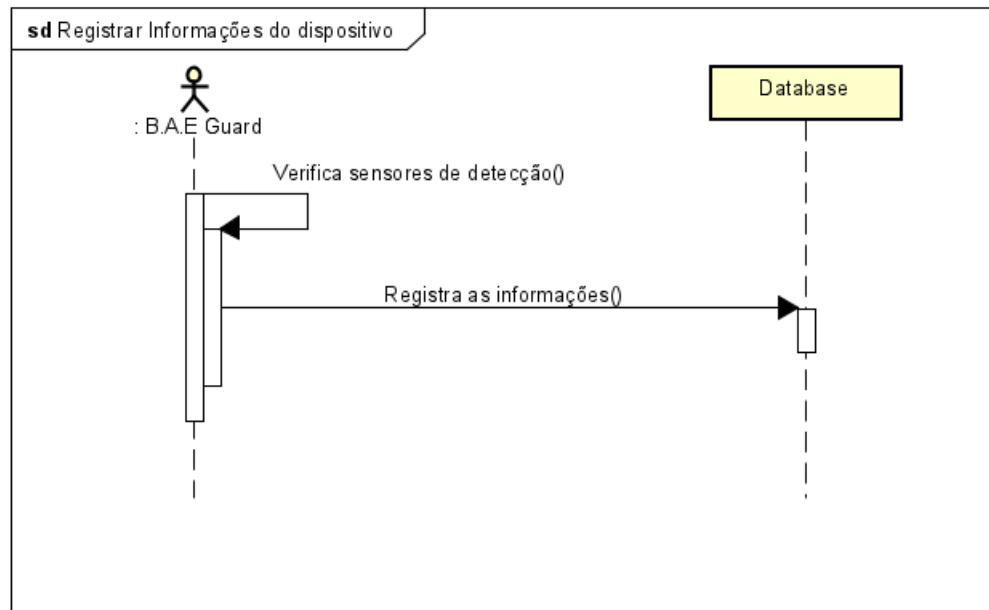 sd Registrar Informações do dispositivo
: B.A.E Guard
Database
Verifica sensores de detecção()
Registra as informações()